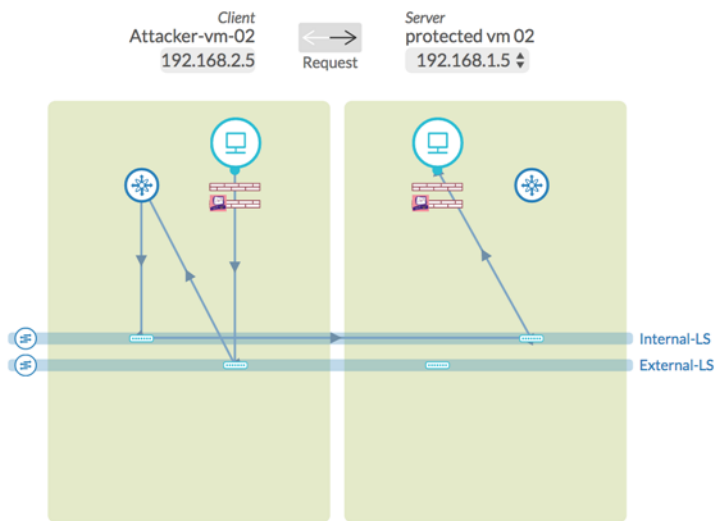 Client
Attacker-vm-02
192.168.2.5
Request
Server
protected vm 02
192.168.1.5
Internal-LS
External-LS